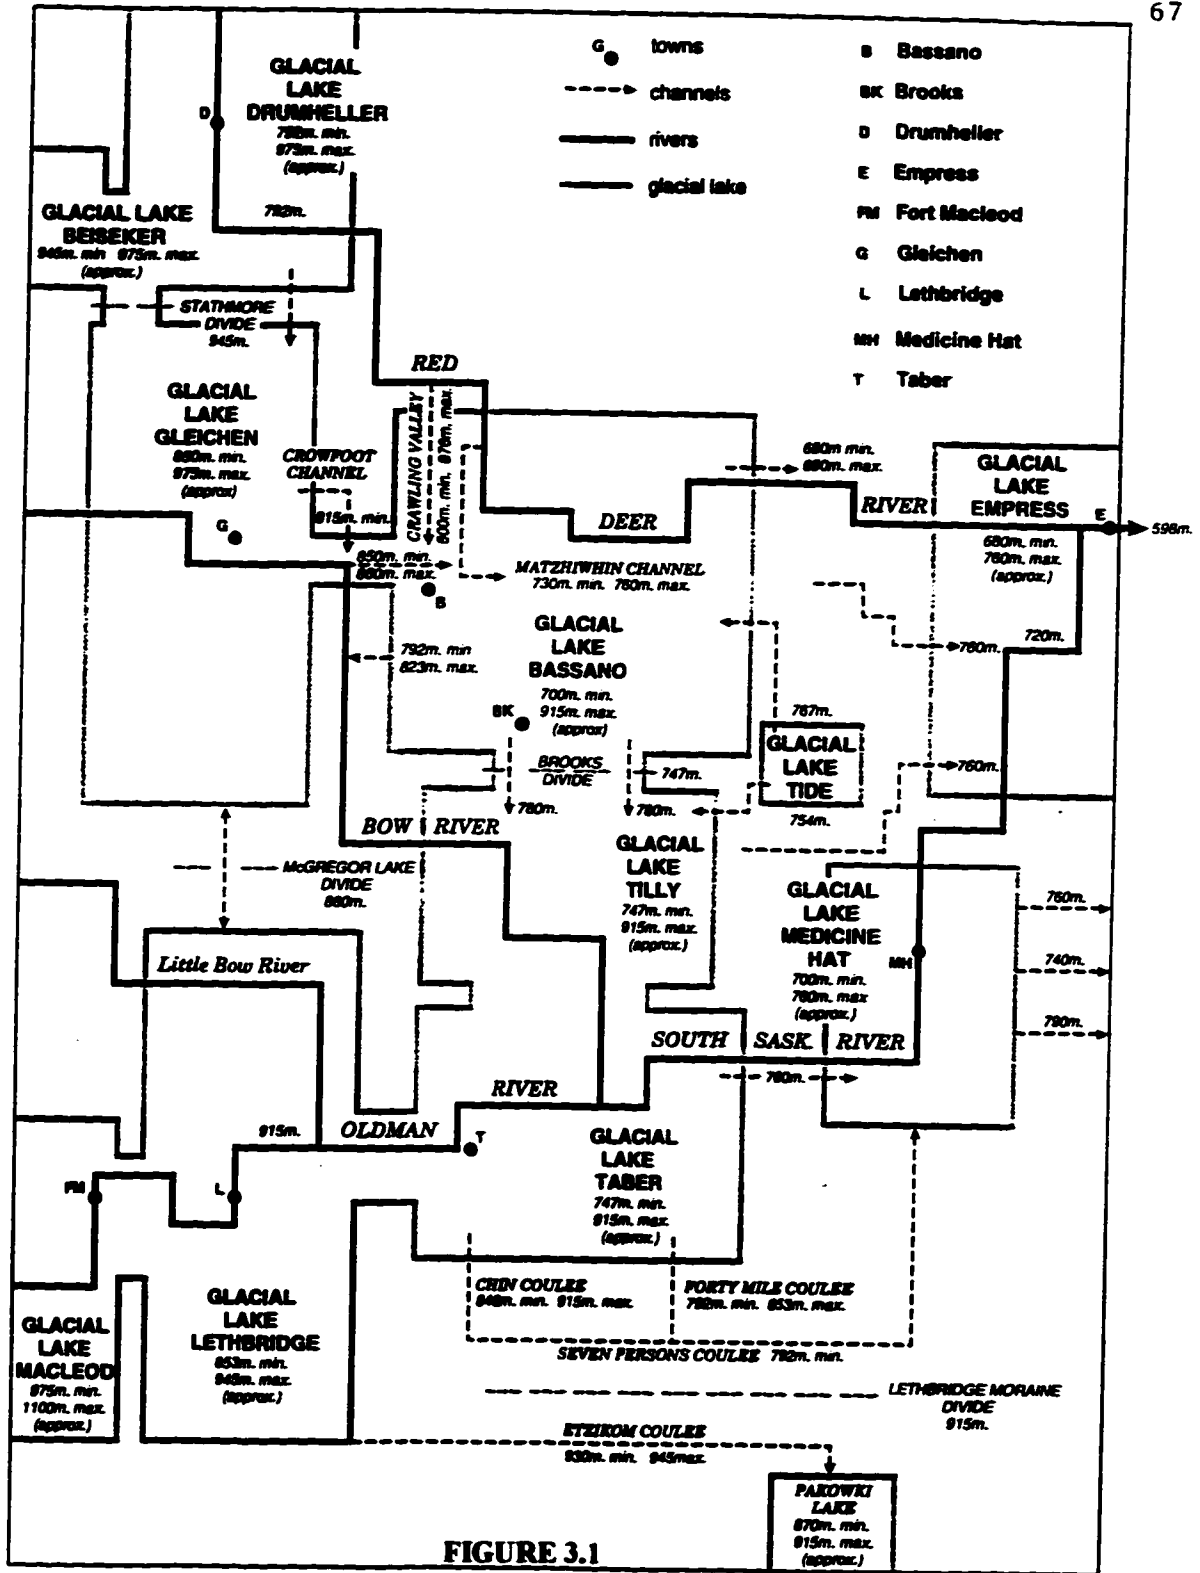 67
G towns
channels
rivers
glacial lake
B Bassano
BK Brooks
D Drumheller
E Empress
FM Fort Macleod
G Gleichen
L Lethbridge
MH Medicine Hat
T Taber
GLACIAL
LAKE
DRUMHELLER
792m. min.
975m. max.
(approx.)
D
792m.
GLACIAL LAKE
BEISEKER
945m. min 975m. max.
(approx.)
STATHMORE
DIVIDE
945m.
RED
GLACIAL
LAKE
GLEICHEN
850m. min.
975m. max.
(approx)
G
CROWFOOT
CHANNEL
915m. min.
CRAWLING VALLEY
800m. min. 876m. max.
850m. min.
860m. max.
B
DEER
RIVER
680m min.
880m. max.
GLACIAL
LAKE
EMPRESS
680m. min.
760m. max.
(approx.)
E
598m.
MATZHIWHIN CHANNEL
730m. min. 760m. max.
GLACIAL
LAKE
BASSANO
700m. min.
915m. max.
(approx)
792m. min
823m. max.
BK
BROOKS
DIVIDE
747m.
780m.
780m.
720m.
760m.
760m.
767m.
GLACIAL
LAKE
TIDE
754m.
BOW RIVER
McGREGOR LAKE
DIVIDE
860m.
GLACIAL
LAKE
TILLY
747m. min.
915m. max.
(approx.)
GLACIAL
LAKE
MEDICINE
HAT
700m. min.
760m. max
(approx.)
MH
760m.
740m.
790m.
Little Bow River
SOUTH SASK. RIVER
760m.
RIVER
915m.
OLDMAN
T
FM
L
GLACIAL
LAKE
TABER
747m. min.
915m. max.
(approx.)
CHIN COULEE
848m. min. 915m. max.
FORTY MILE COULEE
792m. min. 853m. max.
SEVEN PERSONS COULEE 792m. min.
GLACIAL
LAKE
LETHBRIDGE
853m. min.
945m. max.
(approx.)
GLACIAL
LAKE
MACLEOD
975m. min.
1100m. max.
(approx.)
LETHBRIDGE MORAINE
DIVIDE
915m.
ETZIKOM COULEE
930m. min. 945max.
PAKOWKI
LAKE
870m. min.
915m. max.
(approx.)
FIGURE 3.1